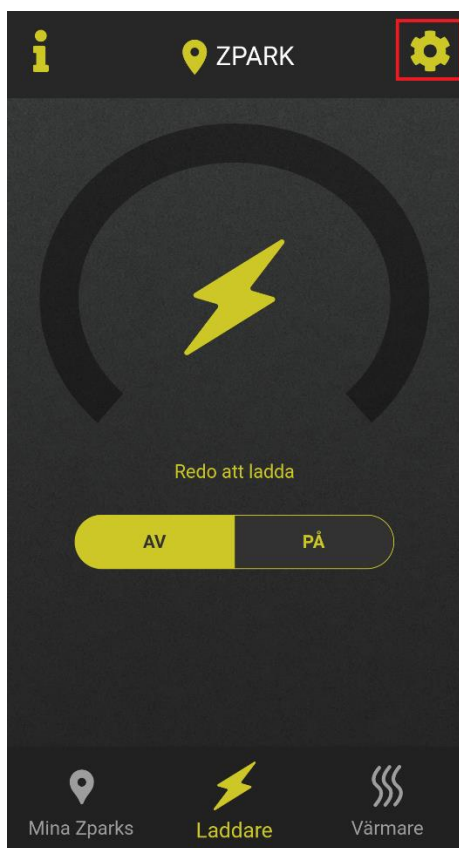 ZPARK
Redo att ladda
AV
PÅ
Mina Zparks
Laddare
Värmare